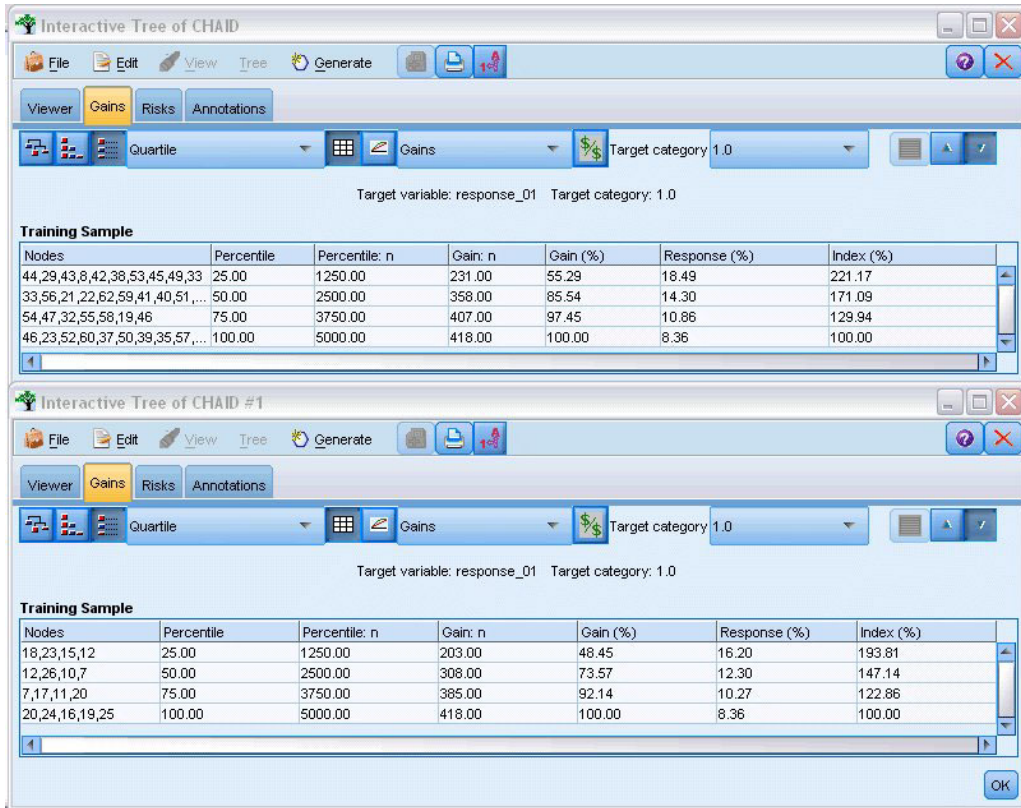 Interactive Tree of CHAID
File Edit View Tree Generate
Viewer Gains Risks Annotations
Quartile Gains Target category 1.0
Target variable: response_01 Target category: 1.0
Training Sample
Nodes Percentile Percentile: n Gain: n Gain (%) Response (%) Index (%)
44,29,43,8,42,38,53,45,49,33 25.00 1250.00 231.00 55.29 18.49 221.17
33,56,21,22,62,59,41,40,51,... 50.00 2500.00 358.00 85.54 14.30 171.09
54,47,32,55,58,19,46 75.00 3750.00 407.00 97.45 10.86 129.94
46,23,52,60,37,50,39,35,57,... 100.00 5000.00 418.00 100.00 8.36 100.00
Interactive Tree of CHAID #1
File Edit View Tree Generate
Viewer Gains Risks Annotations
Quartile Gains Target category 1.0
Target variable: response_01 Target category: 1.0
Training Sample
Nodes Percentile Percentile: n Gain: n Gain (%) Response (%) Index (%)
18,23,15,12 25.00 1250.00 203.00 48.45 16.20 193.81
12,26,10,7 50.00 2500.00 308.00 73.57 12.30 147.14
7,17,11,20 75.00 3750.00 385.00 92.14 10.27 122.86
20,24,16,19,25 100.00 5000.00 418.00 100.00 8.36 100.00
OK